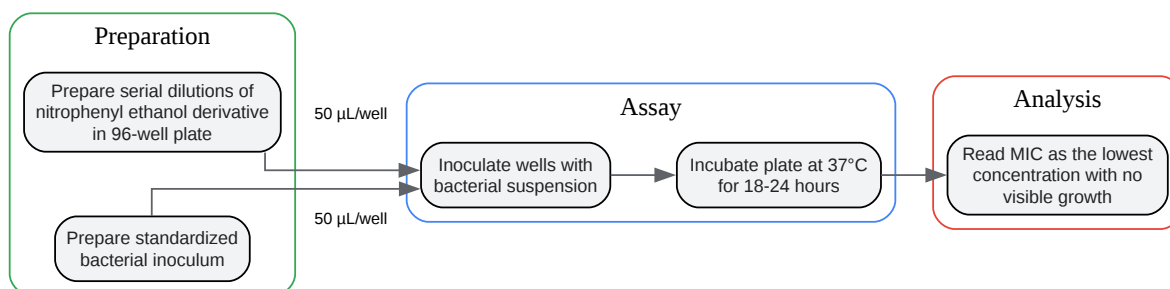 Preparation
Prepare serial dilutions of
nitrophenyl ethanol derivative
in 96-well plate
Prepare standardized
bacterial inoculum
50 µL/well
50 µL/well
Assay
Inoculate wells with
bacterial suspension
Incubate plate at 37°C
for 18-24 hours
Analysis
Read MIC as the lowest
concentration with no
visible growth